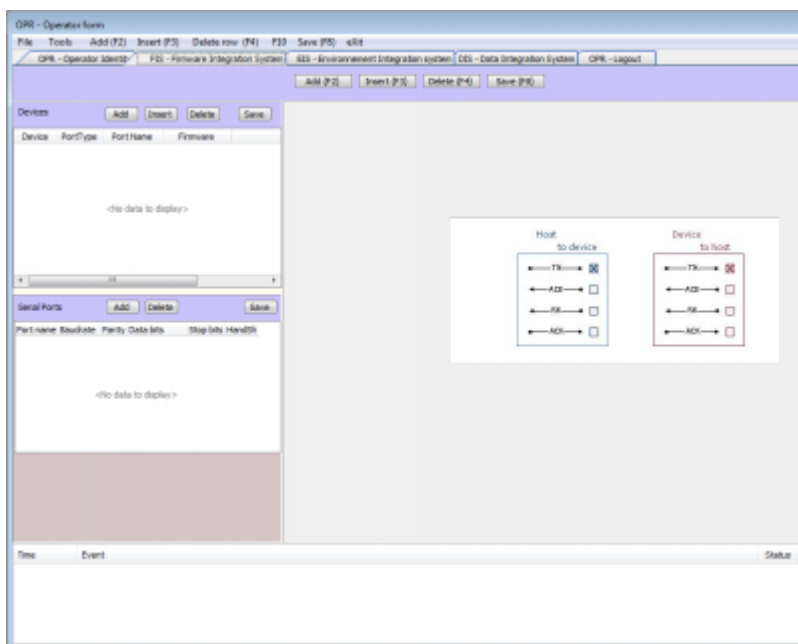 OPR - Operator form
File Tools Add (F2) Insert (F3) Delete row (F4) F10 Save (F8) eXit
OPR - Operator Identity FIS - Firmware Integration System EIS - Environnement Integration system DIS - Data Integration System OPR - Logout
Add (F2) Insert (F3) Delete (F4) Save (F8)
Devices Add Insert Delete Save
Device PortType Port Name Firmware
<No data to display>
Host
to device
Device
to host
TX
TX
ACK
ACK
Serial Ports Add Delete Save
Port name Baudrate Parity Data bits Stop bits HandSh
<No data to display>
Time Event Status